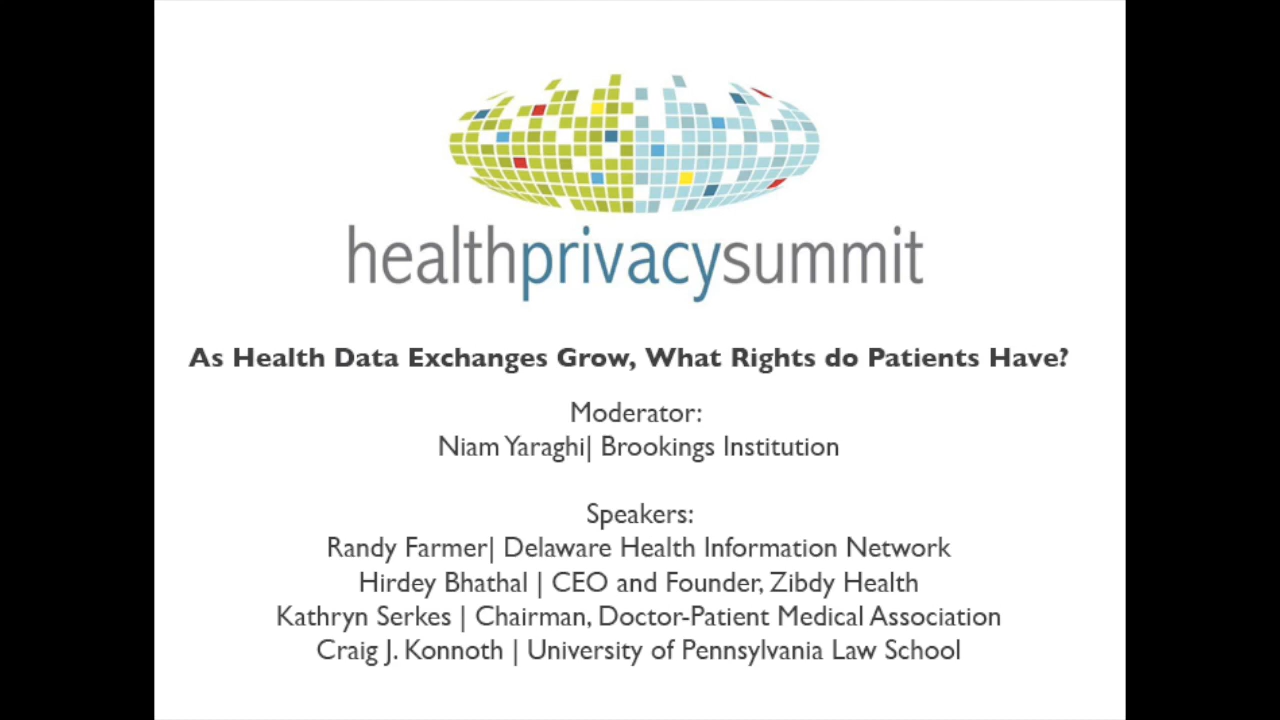 healthprivacysummit
As Health Data Exchanges Grow, What Rights do Patients Have?
Moderator:
Niam Yaraghi| Brookings Institution
Speakers:
Randy Farmer| Delaware Health Information Network
Hirdey Bhathal | CEO and Founder, Zibdy Health
Kathryn Serkes | Chairman, Doctor-Patient Medical Association
Craig J. Konnoth | University of Pennsylvania Law School